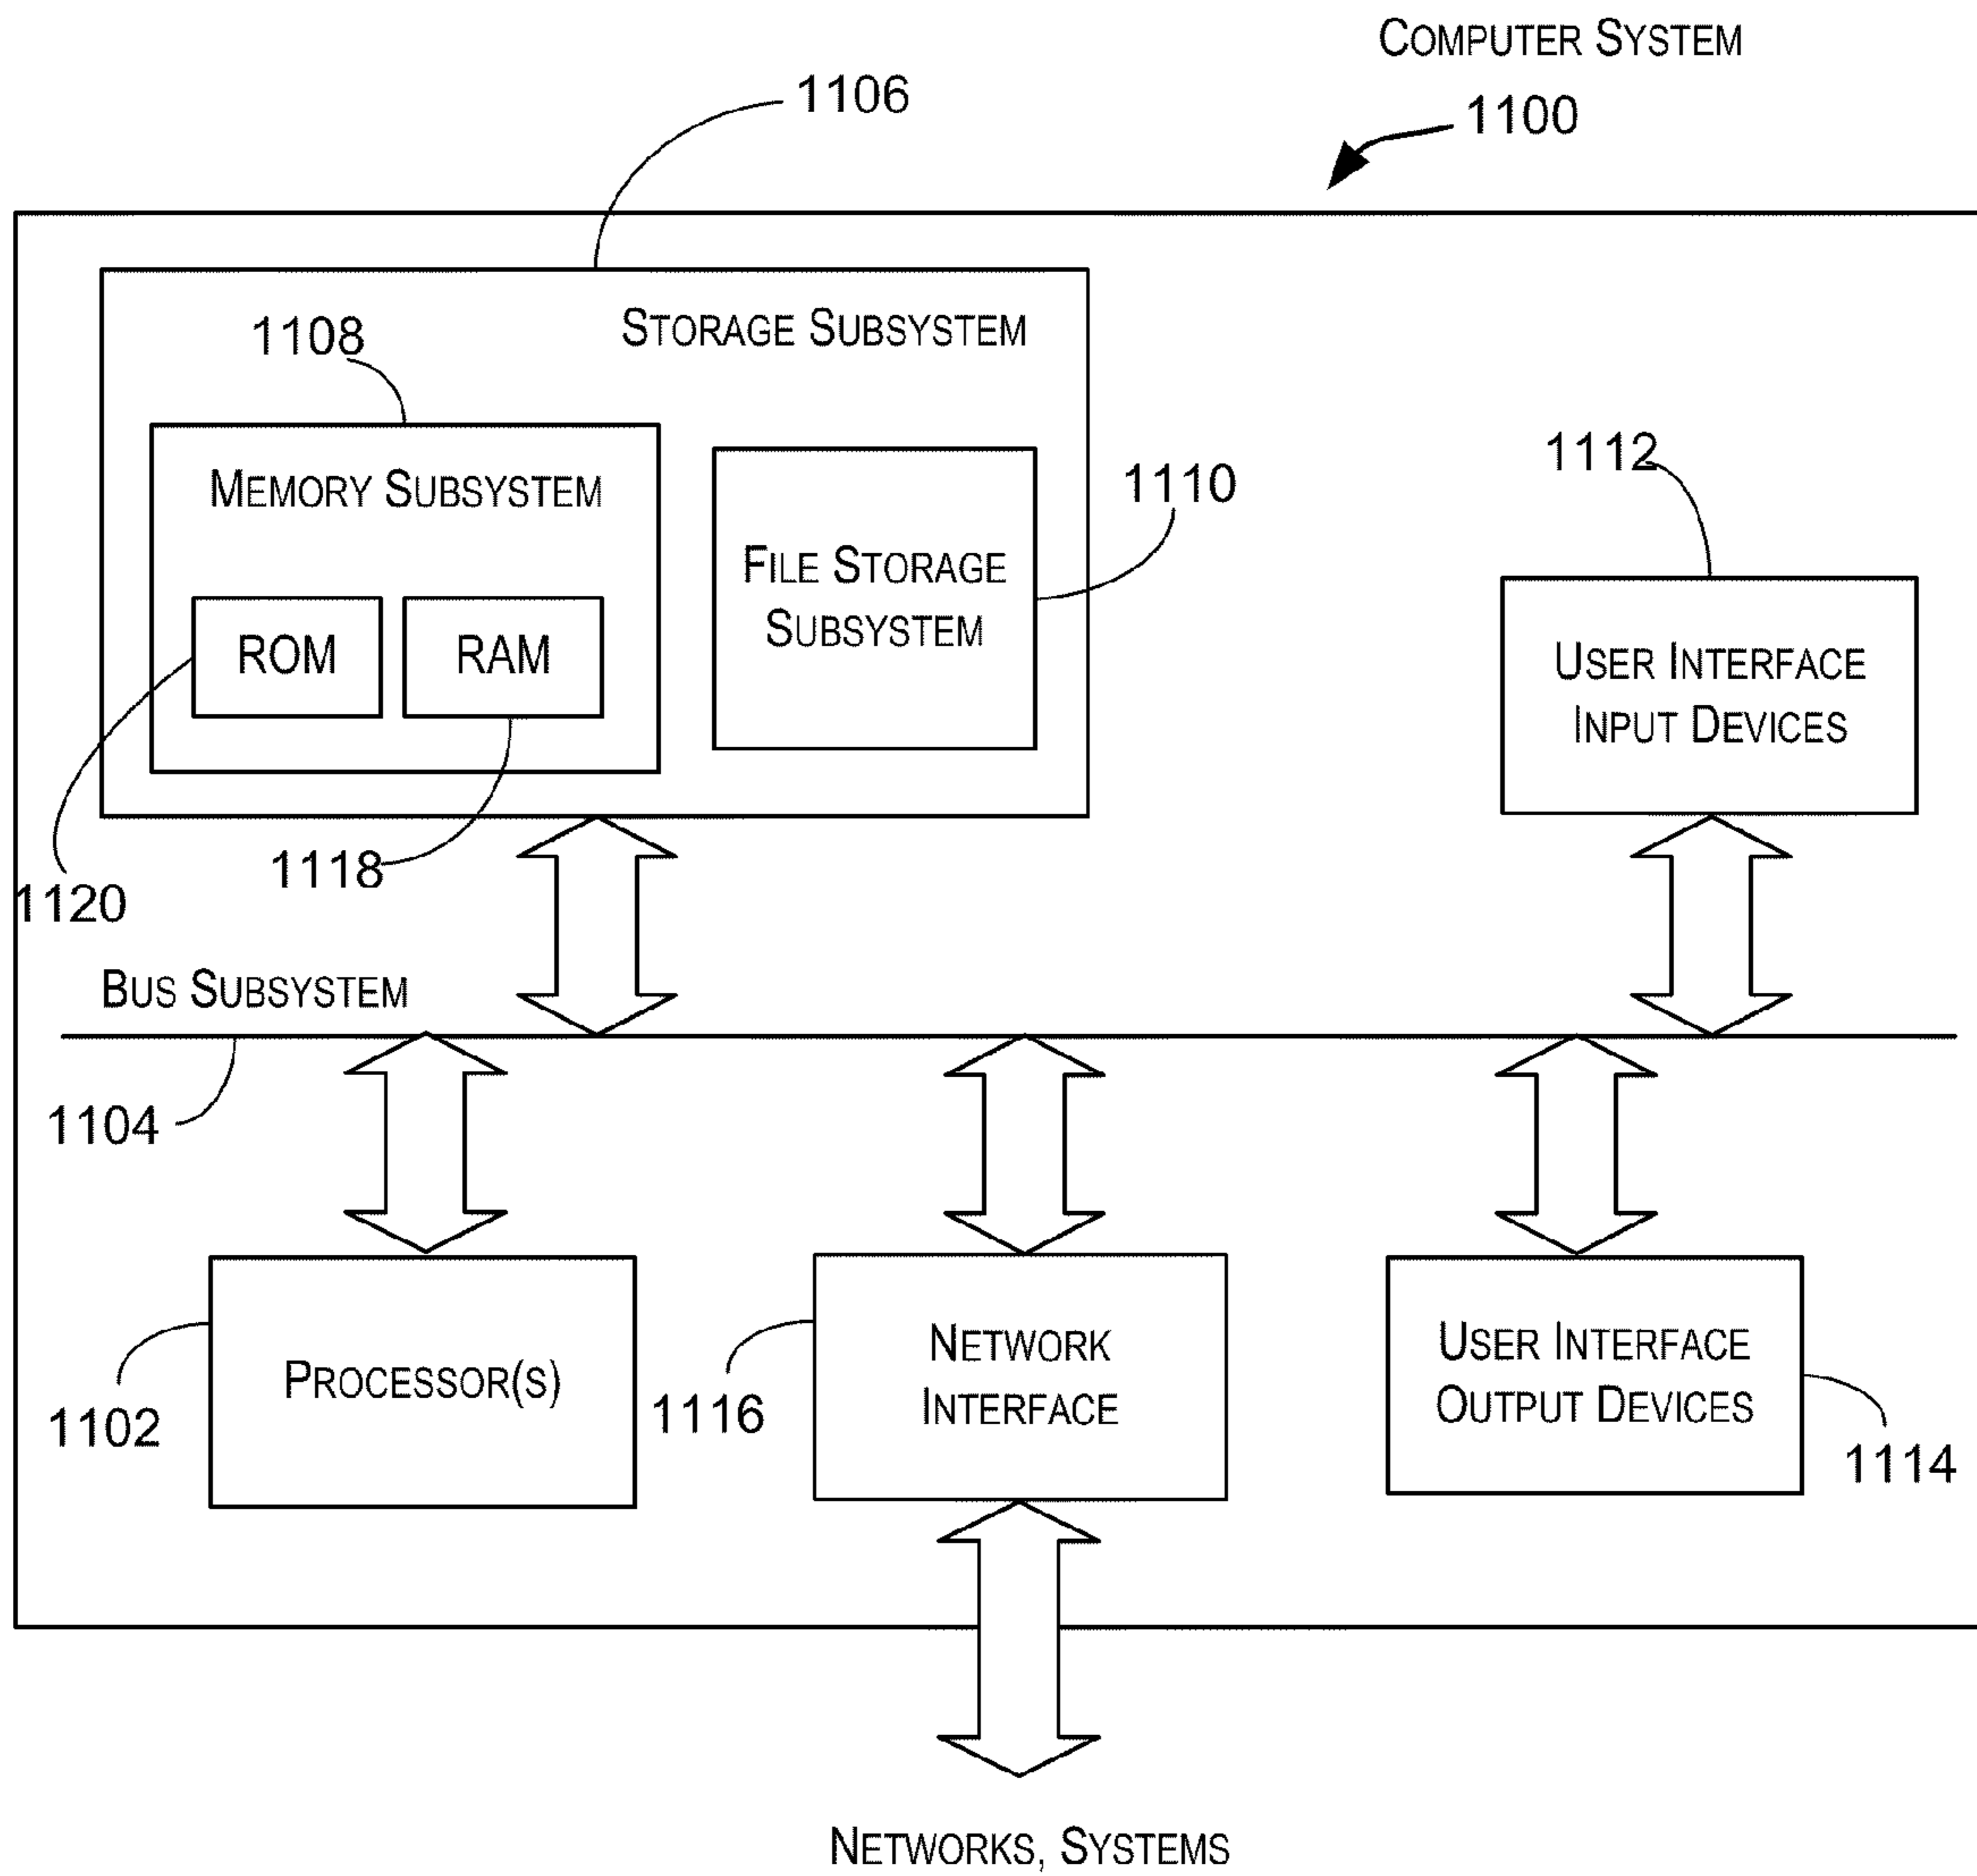 COMPUTER SYSTEM
1100
1106
STORAGE SUBSYSTEM
1108
MEMORY SUBSYSTEM
ROM
RAM
FILE STORAGE
SUBSYSTEM
1110
1112
USER INTERFACE
INPUT DEVICES
1120
1118
BUS SUBSYSTEM
1104
PROCESSOR(S)
1102
NETWORK
INTERFACE
1116
USER INTERFACE
OUTPUT DEVICES
1114
NETWORKS, SYSTEMS